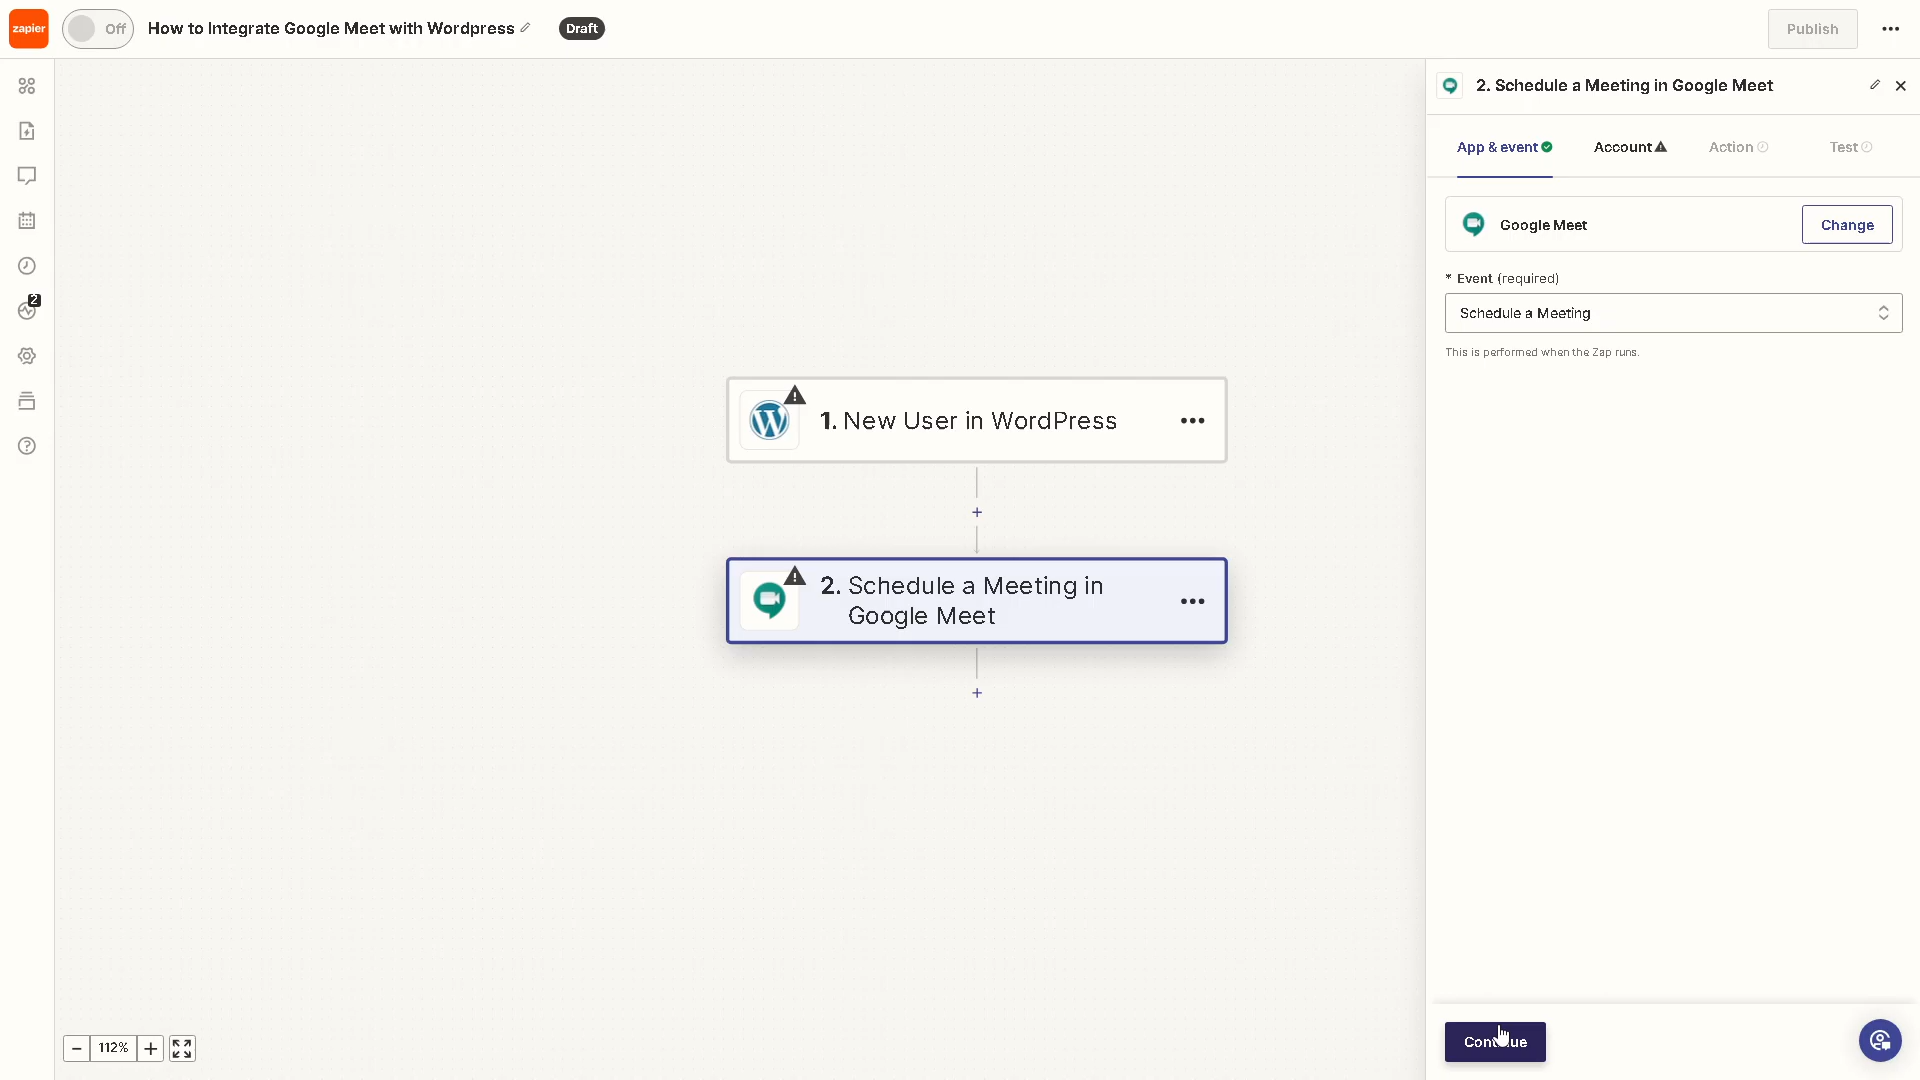 zapier
Off
How to Integrate Google Meet with Wordpress
Draft
Publish
2
1. New User in WordPress
2. Schedule a Meeting in
Google Meet
112%
2. Schedule a Meeting in Google Meet
App & event
Account
Action
Test
Google Meet
Change
* Event (required)
Schedule a Meeting
This is performed when the Zap runs.
Continue